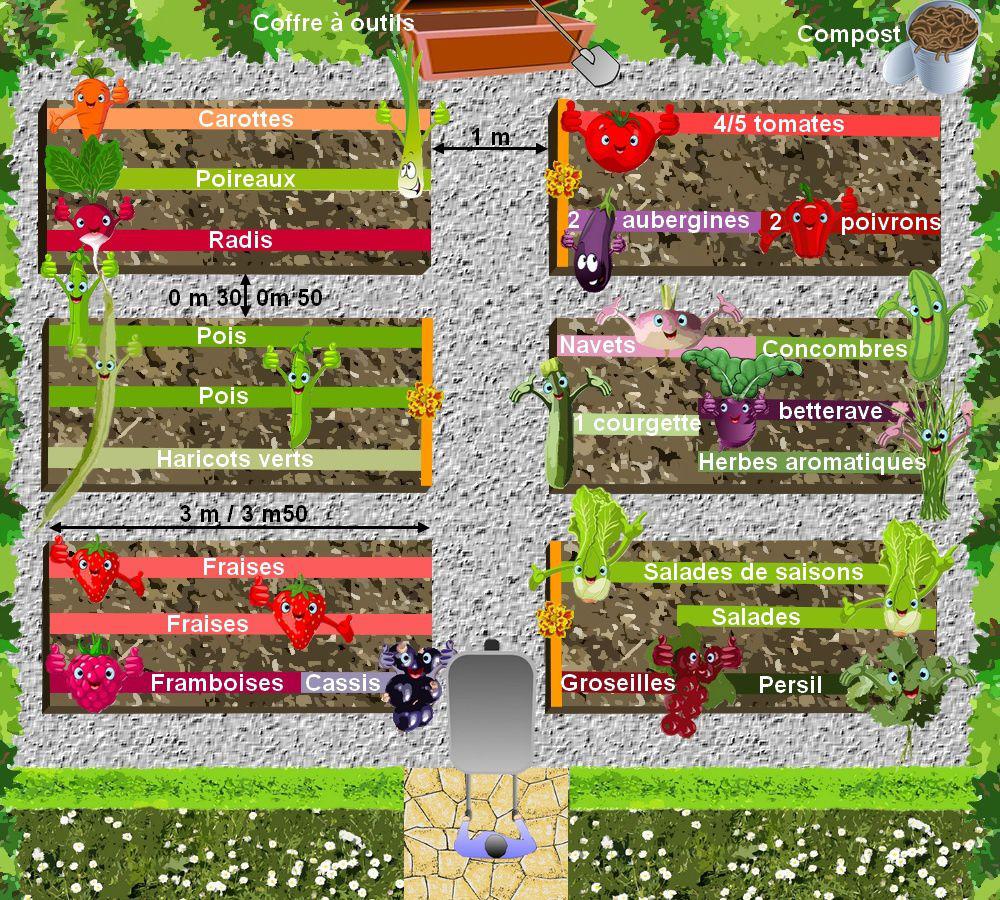 Coffre à outils
Compost
Carottes
Poireaux
Radis
1 m
4/5 tomates
2 aubergines 2 poivrons
0 m 30 0m 50
Pois
Pois
Haricots verts
Navets
Concombres
1 courgette
betterave
Herbes aromatiques
3 m / 3 m50
Fraises
Fraises
Framboises
Cassis
Salades de saisons
Salades
Groseilles
Persil